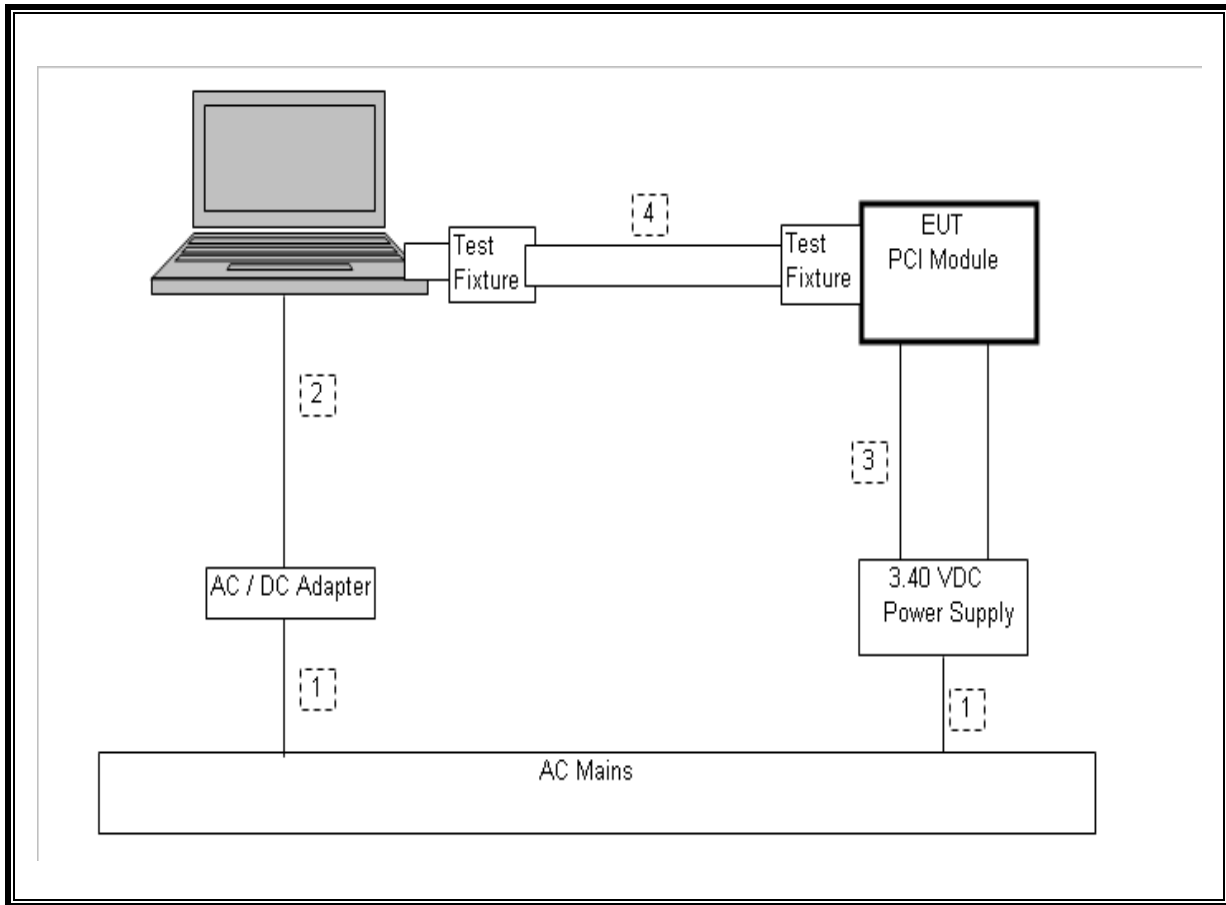 4
Test
Fixture
Test
Fixture
EUT
PCI Module
2
3
AC / DC Adapter
3.40 VDC
Power Supply
1
1
AC Mains